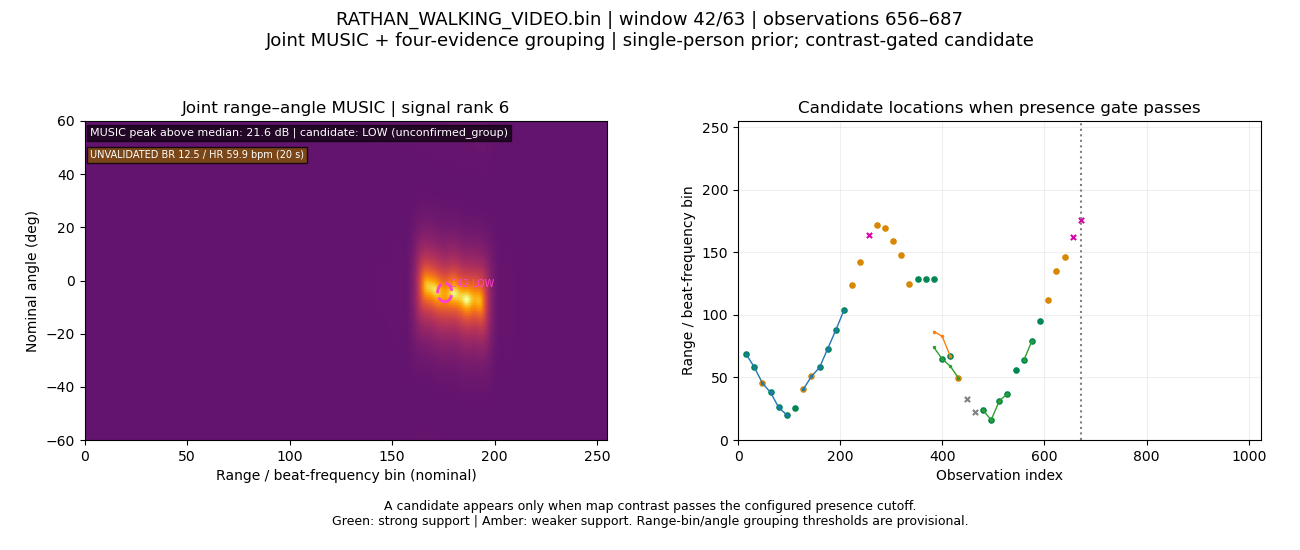 RATHAN_WALKING_VIDEO.bin | window 42/63 | observations 656–687
Joint MUSIC + four-evidence grouping | single-person prior; contrast-gated candidate
Joint range–angle MUSIC | signal rank 6
MUSIC peak above median: 21.6 dB | candidate: LOW (unconfirmed_group)
UNVALIDATED BR 12.5 / HR 59.9 bpm (20 s)
LOW
60
40
20
0
−20
−40
−60
Nominal angle (deg)
0 50 100 150 200 250
Range / beat-frequency bin (nominal)
Candidate locations when presence gate passes
250
200
150
100
50
0
Range / beat-frequency bin
0 200 400 600 800 1000
Observation index
A candidate appears only when map contrast passes the configured presence cutoff.
Green: strong support | Amber: weaker support. Range-bin/angle grouping thresholds are provisional.